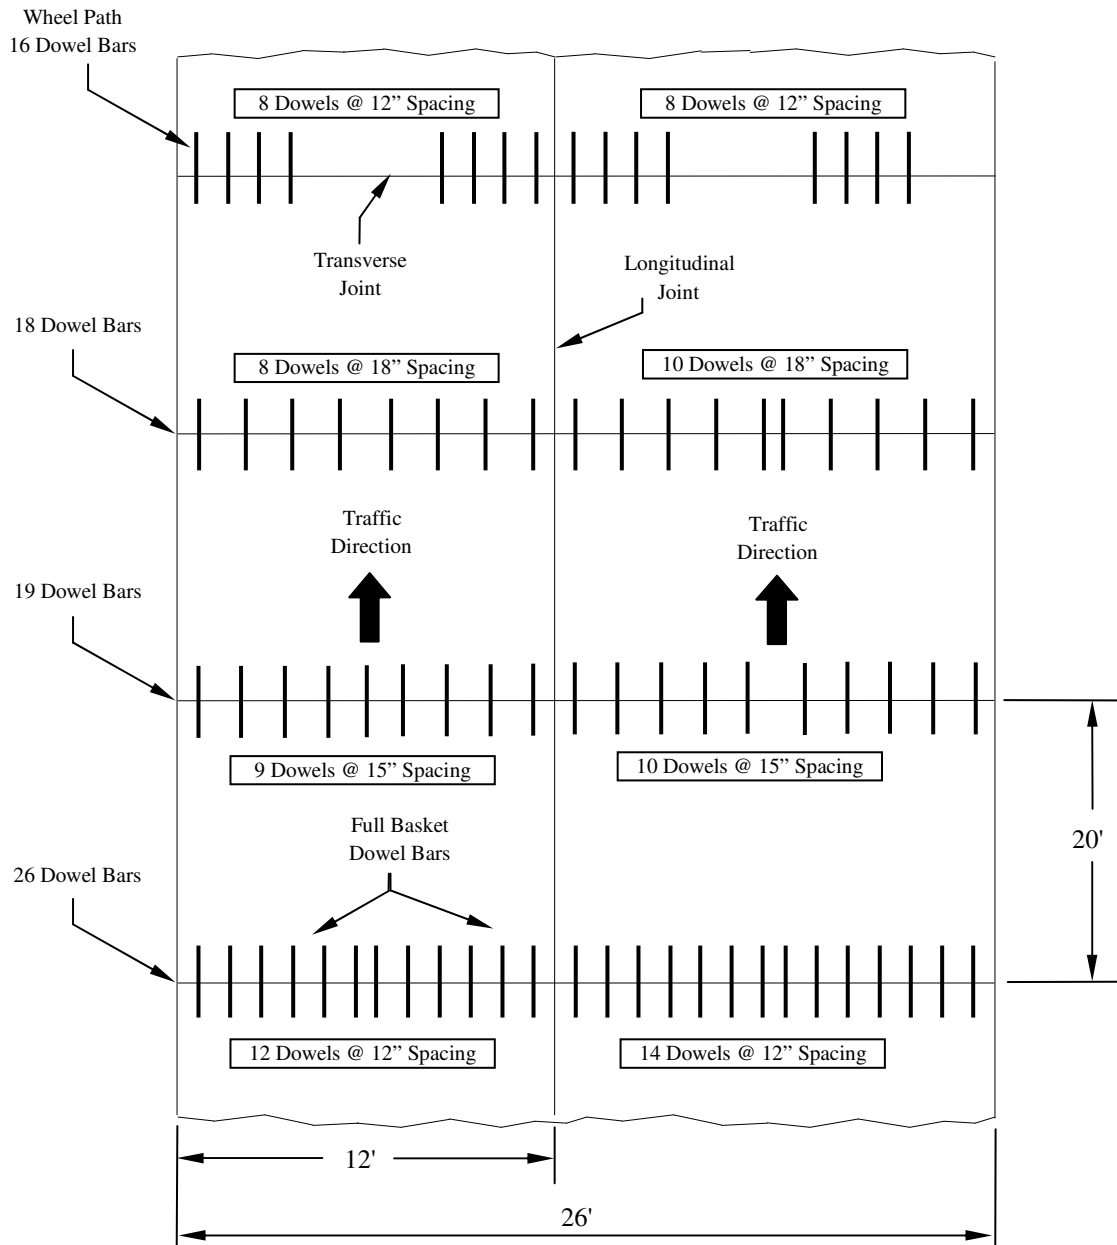 Wheel Path
16 Dowel Bars
8 Dowels @ 12” Spacing
8 Dowels @ 12” Spacing
Transverse
Joint
Longitudinal
Joint
18 Dowel Bars
8 Dowels @ 18” Spacing
10 Dowels @ 18” Spacing
Traffic
Direction
Traffic
Direction
19 Dowel Bars
9 Dowels @ 15” Spacing
10 Dowels @ 15” Spacing
Full Basket
Dowel Bars
20'
26 Dowel Bars
12 Dowels @ 12” Spacing
14 Dowels @ 12” Spacing
12'
26'